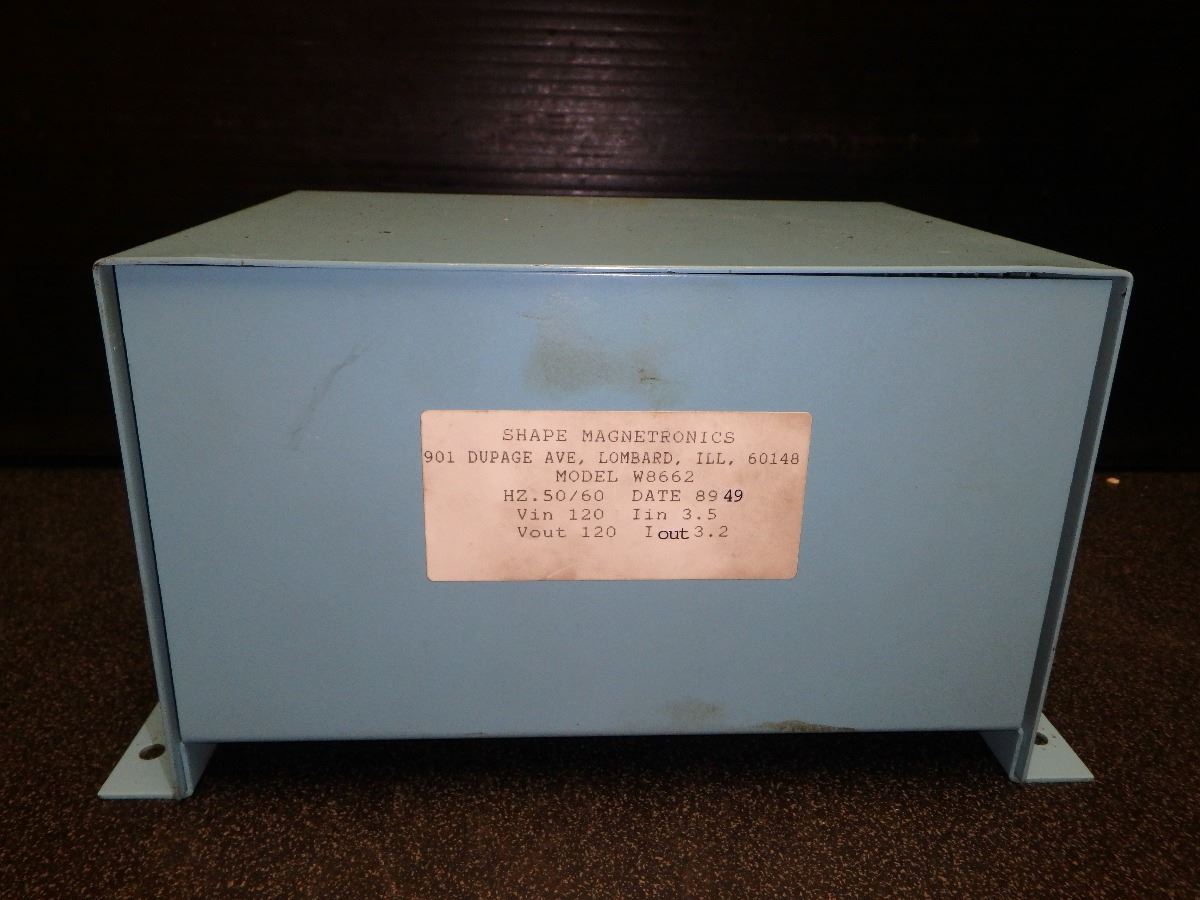 SHAPE MAGNETRONICS
901 DUPAGE AVE, LOMBARD, ILL, 60148
MODEL W8662
HZ.50/60 DATE 8949
Vin 120 Iin 3.5
Vout 120 Iout 3.2